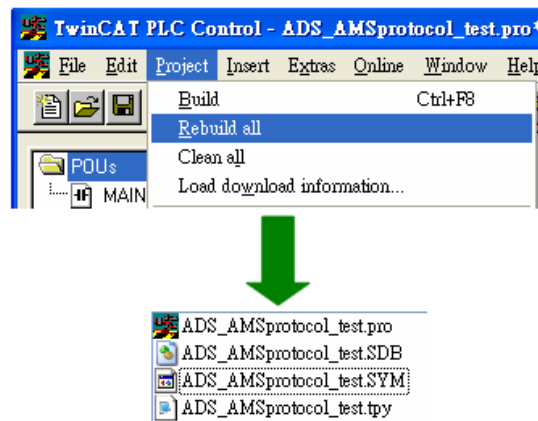 TwinCAT PLC Control - ADS_AMSprotocol_test.pro*
File Edit Project Insert Extras Online Window Help
Build Ctrl+F8
Rebuild all
Clean all
Load download information...
POUs
MAIN
ADS_AMSprotocol_test.pro
ADS_AMSprotocol_test.SDB
ADS_AMSprotocol_test.SYM
ADS_AMSprotocol_test.tpy